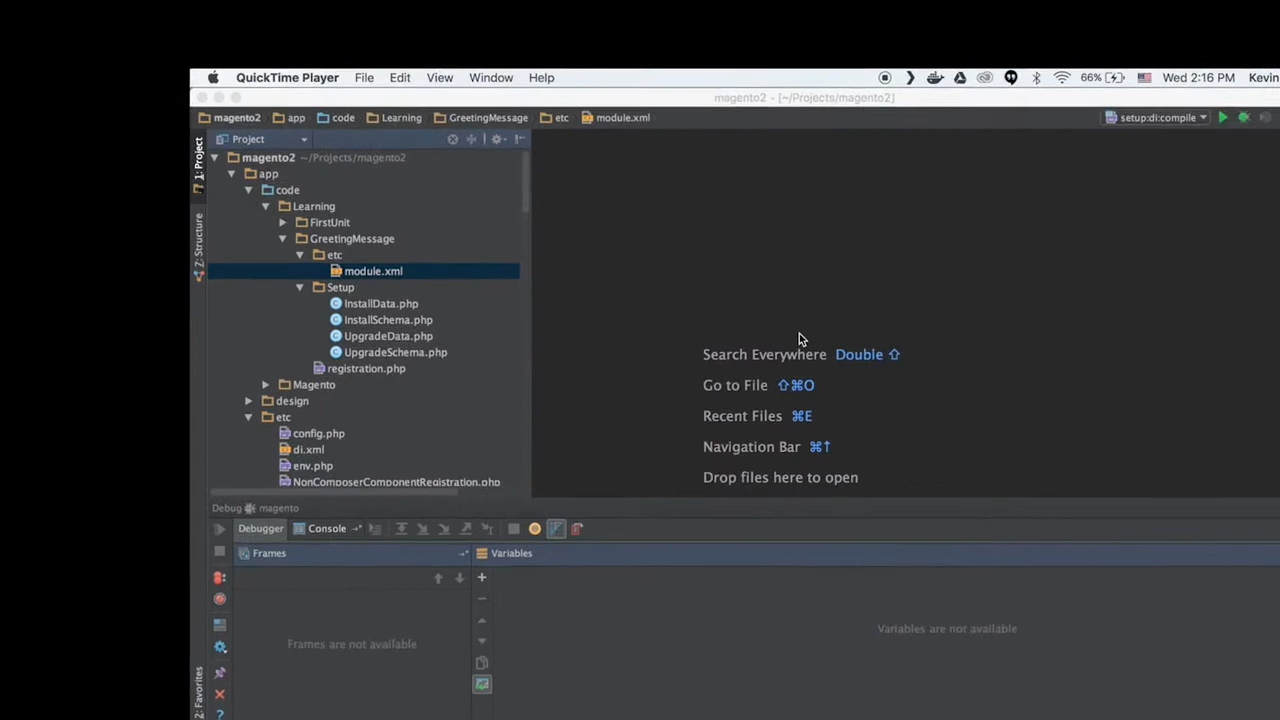 QuickTime Player File Edit View Window Help 66% Wed 2:16 PM Kevin
magento2 - [~/Projects/magento2]
magento2 app code Learning GreetingMessage etc module.xml setup:di:compile
1: Project
Project
magento2 ~/Projects/magento2
app
code
Learning
FirstUnit
GreetingMessage
etc
module.xml
Setup
InstallData.php
InstallSchema.php
UpgradeData.php
UpgradeSchema.php
registration.php
Magento
design
etc
config.php
di.xml
env.php
NonComposerComponentRegistration.php
7: Structure
Search Everywhere Double ⇧
Go to File ⇧⌘O
Recent Files ⌘E
Navigation Bar ⌘↑
Drop files here to open
Debug magento
Debugger Console
Frames Variables
Frames are not available
Variables are not available
2: Favorites